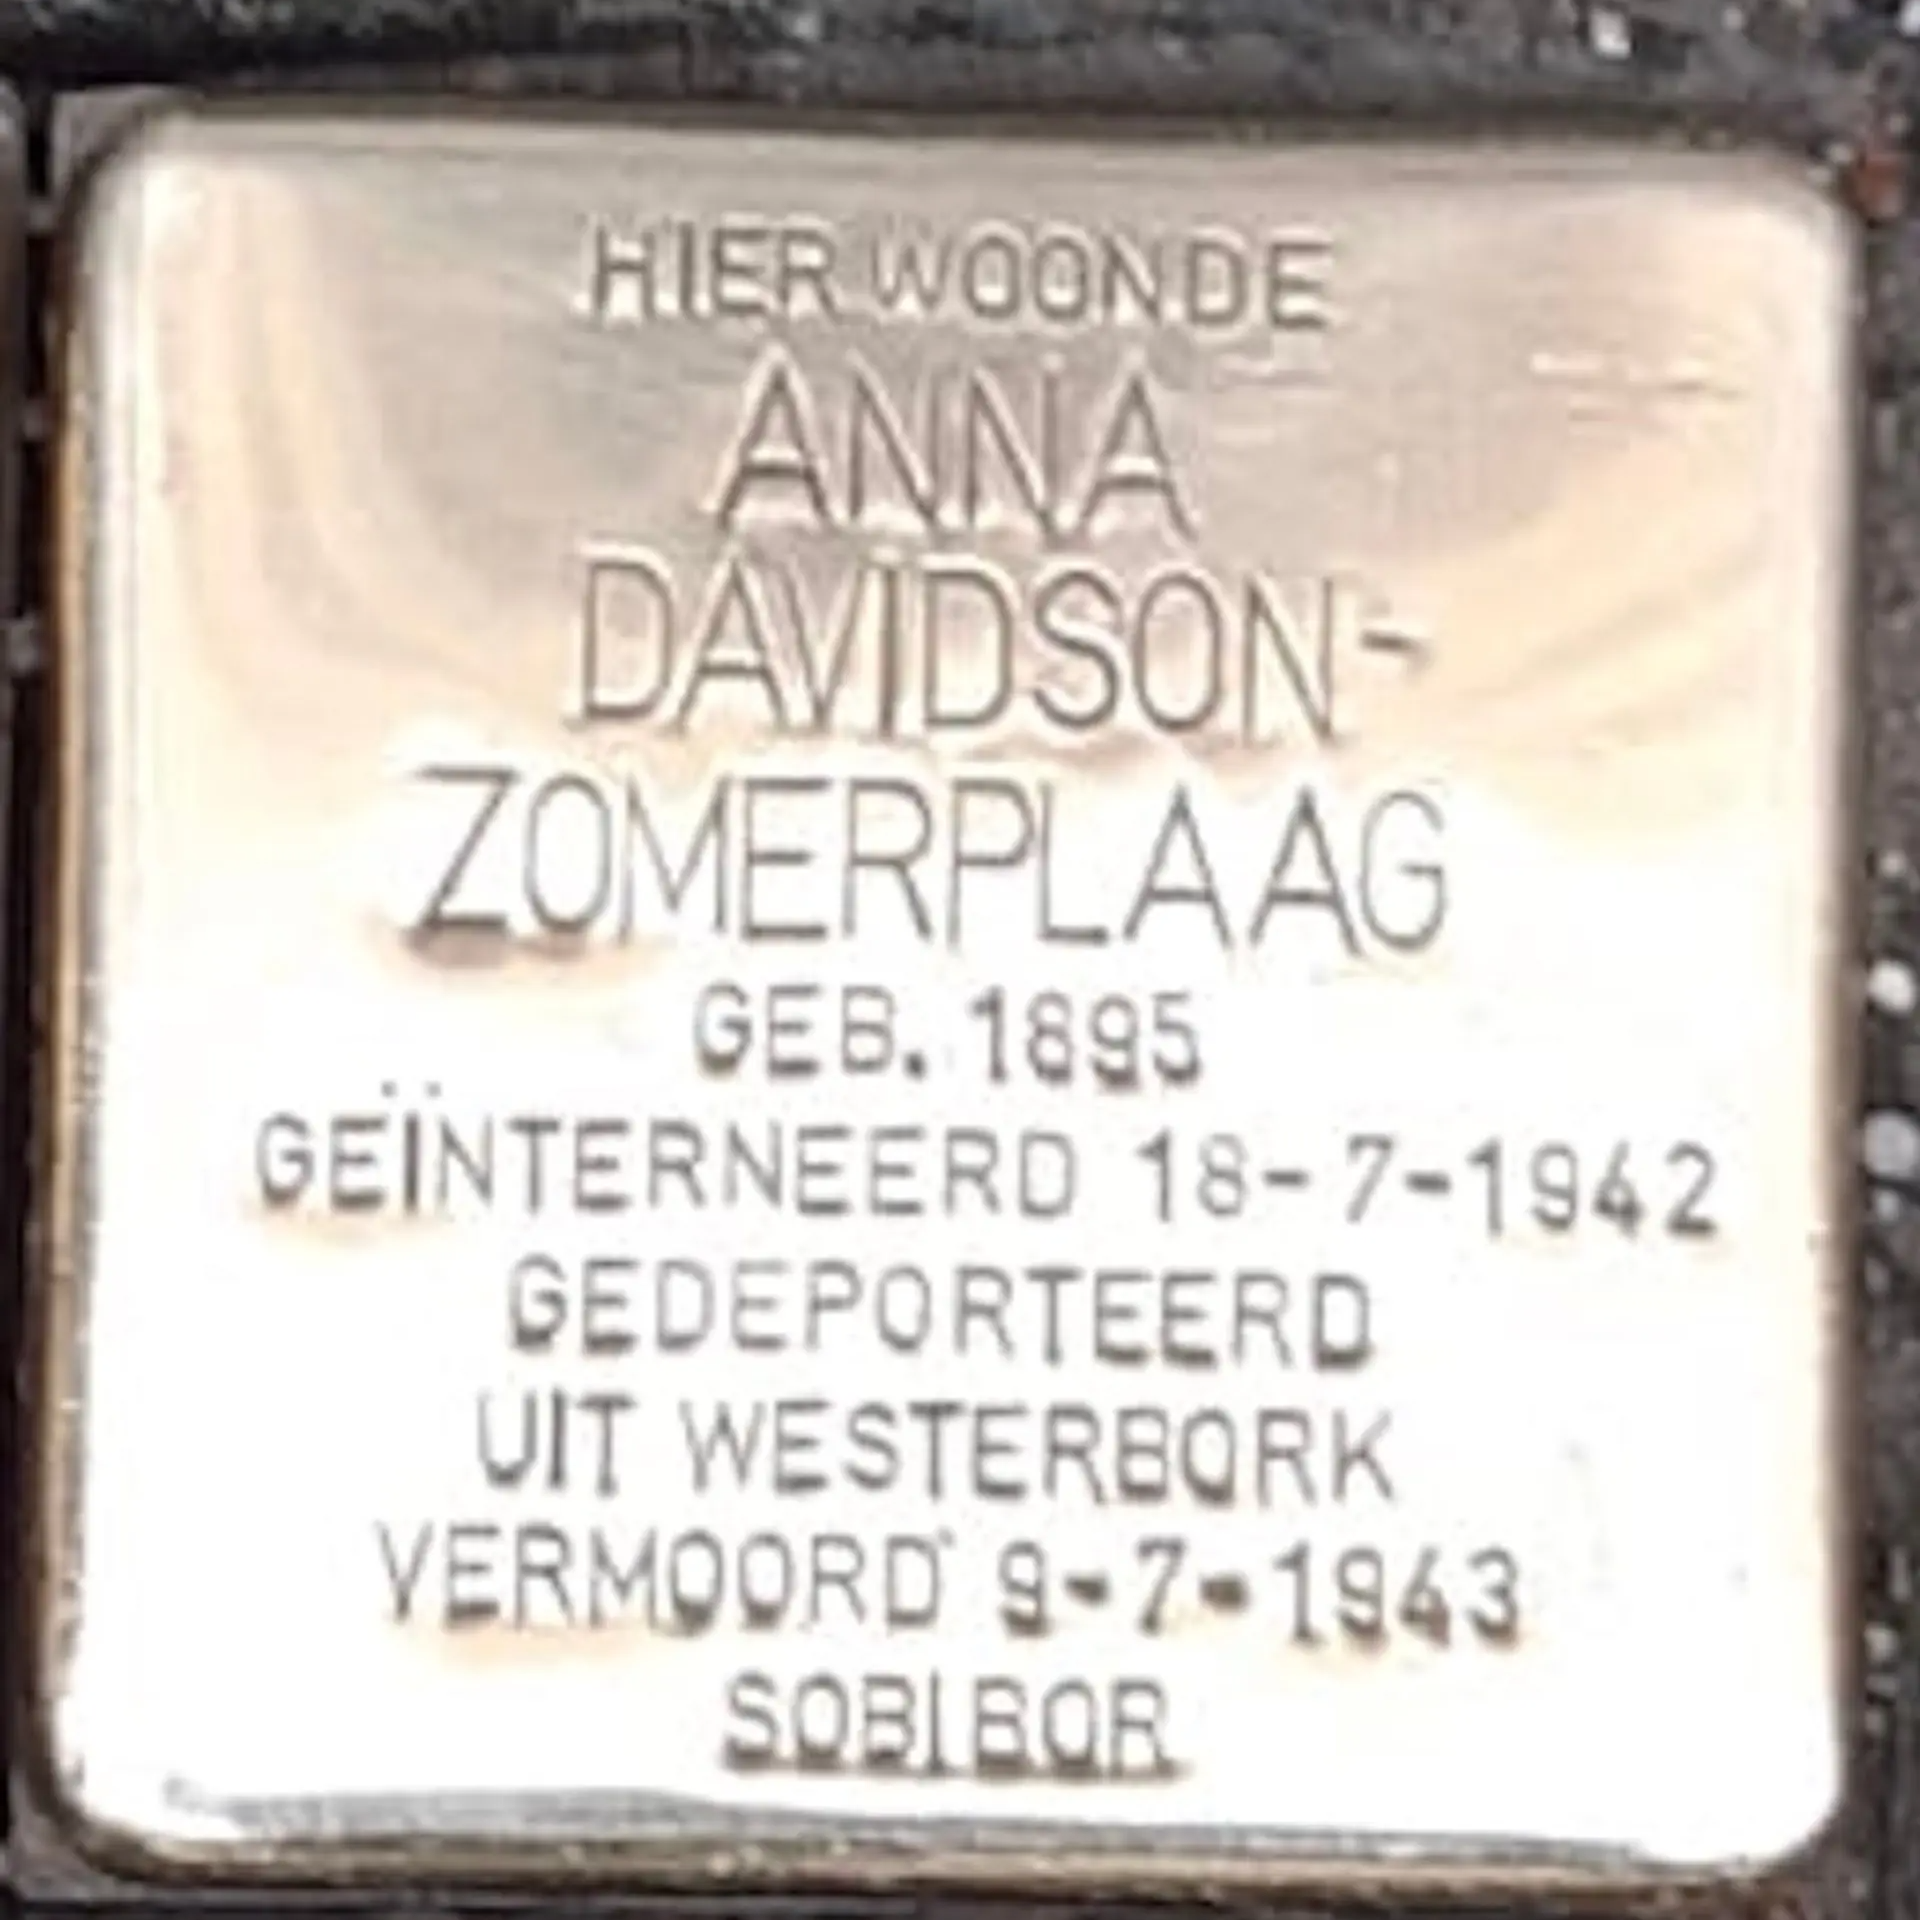 HIER WOONDE
ANNA
DAVIDSON-
ZOMERPLAAG
GEB. 1895
GEÏNTERNEERD 18-7-1942
GEDEPORTEERD
UIT WESTERBORK
VERMOORD 9-7-1943
SOBIBOR